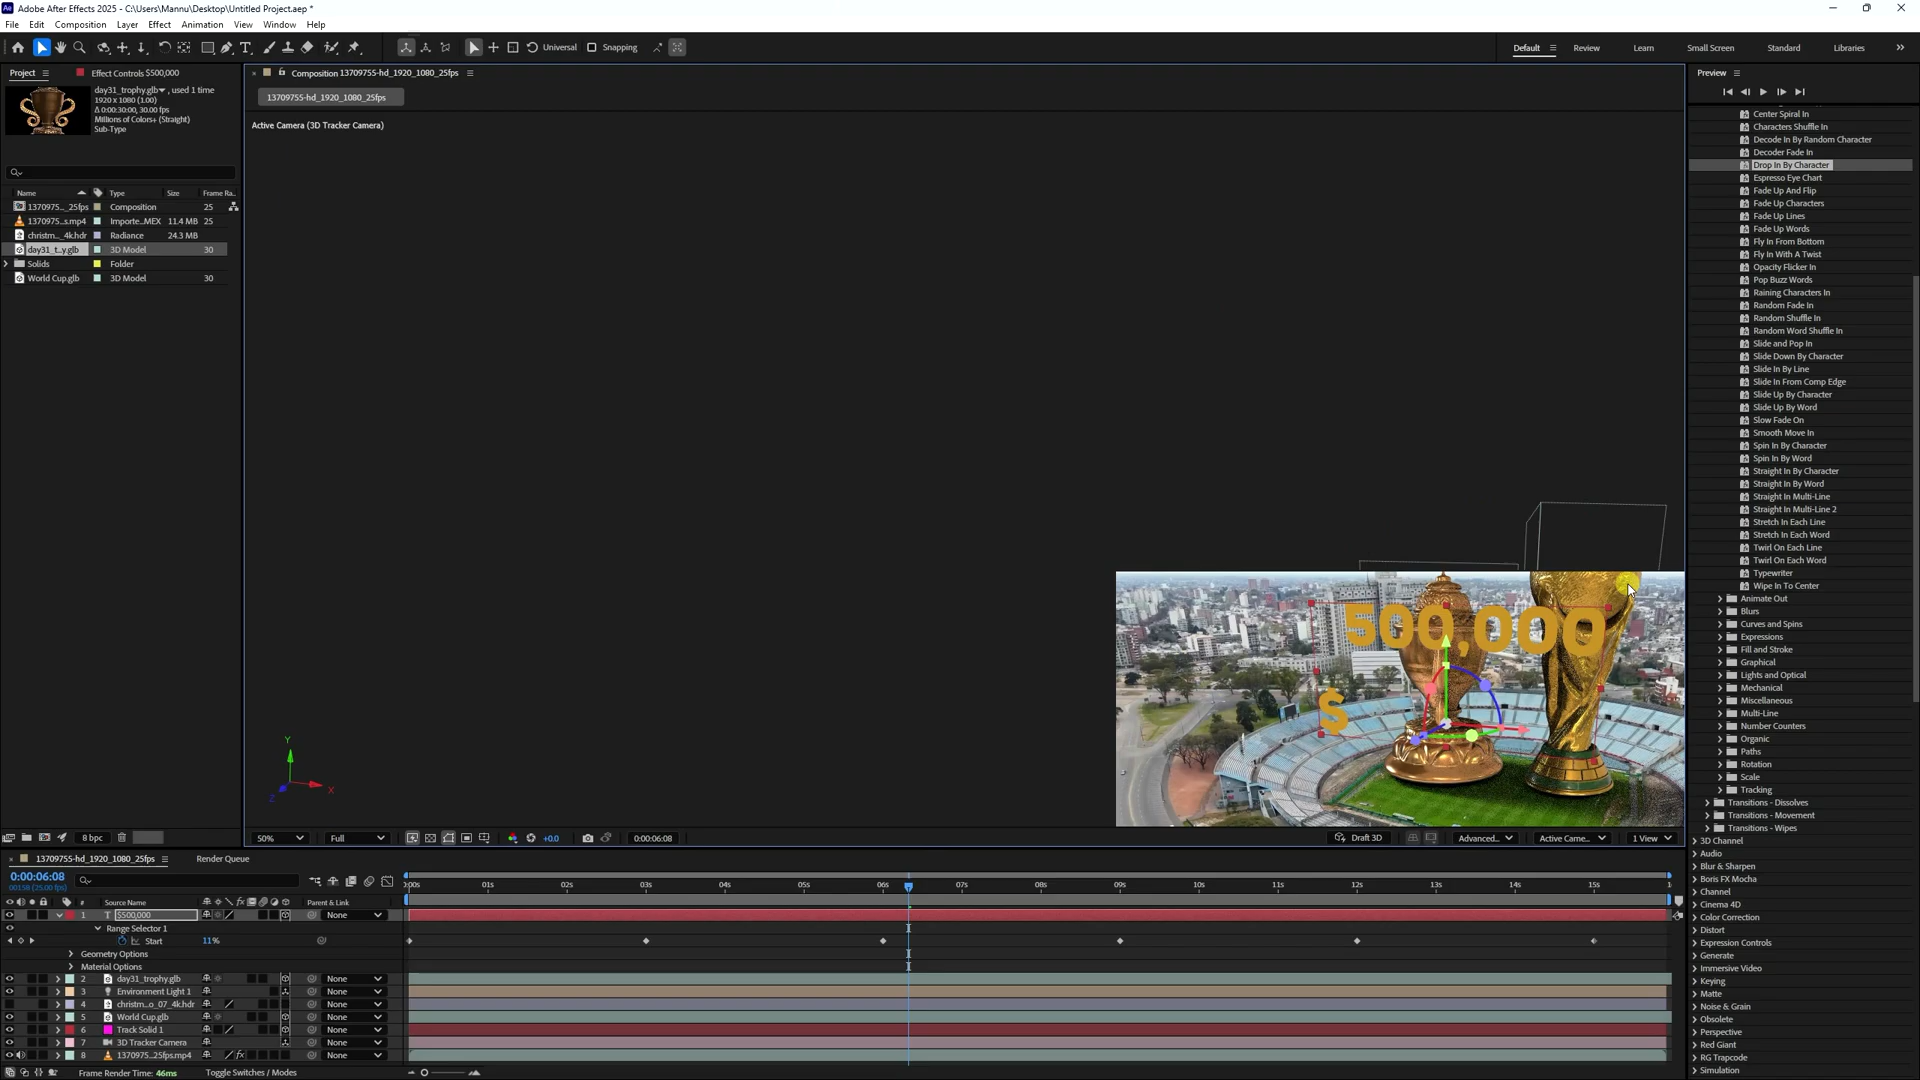 Adobe After Effects 2025 - C:\Users\Mannu\Desktop\Untitled Project.aep *
File Edit Composition Layer Effect Animation View Window Help
Universal Snapping
Default Review Learn Small Screen Standard Libraries
Project
Effect Controls $500,000
Composition 13709755-hd_1920_1080_25fps
Preview
day31_trophy.glb, used 1 time
1920 x 1080 (1.00)
Δ 0:00:30:00, 30.00 fps
Millions of Colors+ (Straight)
Sub-Type
13709755-hd_1920_1080_25fps
Active Camera (3D Tracker Camera)
Name Type Size Frame Ra..
1370975..._25fps Composition 25
1370975...s.mp4 Importe...MEX 11.4 MB 25
christm..._4k.hdr Radiance 24.3 MB
day31_t...y.glb 3D Model 30
Solids Folder
World Cup.glb 3D Model 30
Center Spiral In
Characters Shuffle In
Decode In By Random Character
Decoder Fade In
Drop In By Character
Espresso Eye Chart
Fade Up And Flip
Fade Up Characters
Fade Up Lines
Fade Up Words
Fly In From Bottom
Fly In With A Twist
Opacity Flicker In
Pop Buzz Words
Raining Characters In
Random Fade In
Random Shuffle In
Random Word Shuffle In
Slide and Pop In
Slide Down By Character
Slide In By Line
Slide In From Comp Edge
Slide Up By Character
Slide Up By Word
Slow Fade On
Smooth Move In
Spin In By Character
Spin In By Word
Straight In By Character
Straight In By Word
Straight In Multi-Line
Straight In Multi-Line 2
Stretch In Each Line
Stretch In Each Word
Twirl On Each Line
Twirl On Each Word
Typewriter
Wipe In To Center
Animate Out
Blurs
Curves and Spins
Expressions
Fill and Stroke
Graphical
Lights and Optical
Mechanical
Miscellaneous
Multi-Line
Number Counters
Organic
Paths
Rotation
Scale
Tracking
Transitions - Dissolves
Transitions - Movement
Transitions - Wipes
3D Channel
Audio
Blur & Sharpen
Boris FX Mocha
Channel
Cinema 4D
Color Correction
Distort
Expression Controls
Generate
Immersive Video
Keying
Matte
Noise & Grain
Obsolete
Perspective
Red Giant
RG Trapcode
Simulation
500,000
$
Y
X
Z
8 bpc
50% Full +0.0 0:00:06:08 Draft 3D Advanced... Active Came... 1 View
13709755-hd_1920_1080_25fps Render Queue
0:00:06:08
00158 (25.00 fps)
:00s 01s 02s 03s 04s 05s 06s 07s 08s 09s 10s 11s 12s 13s 14s 15s
# Source Name Parent & Link
1 T $500,000 None
Range Selector 1
Start 11%
Geometry Options
Material Options
2 day31_trophy.glb None
3 Environment Light 1 None
4 christm...o_07_4k.hdr None
5 World Cup.glb None
6 Track Solid 1 None
7 3D Tracker Camera None
8 1370975...25fps.mp4 None
Frame Render Time: 46ms Toggle Switches / Modes